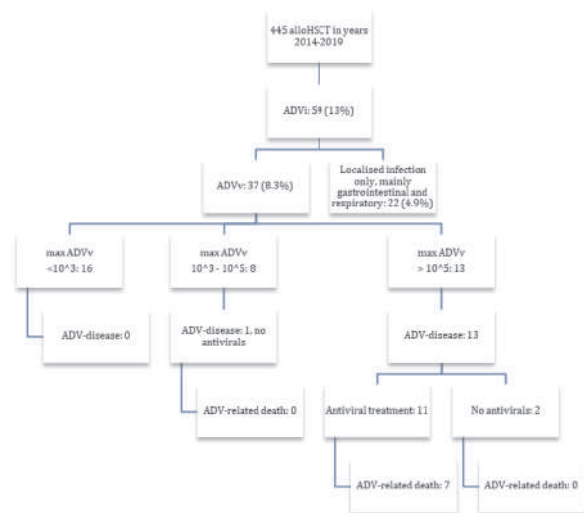 445 alloHSCT in years
2014-2019
ADVi: 59 (13%)
ADVv: 37 (8.3%)
Localised infection
only, mainly
gastrointestinal and
respiratory: 22 (4.9%)
max ADVv
<10^3: 16
max ADVv
10^3 - 10^5: 8
max ADVv
> 10^5: 13
ADV-disease: 0
ADV-disease: 1, no
antivirals
ADV-disease: 13
ADV-related death: 0
Antiviral treatment: 11
No antivirals: 2
ADV-related death: 7
ADV-related death: 0